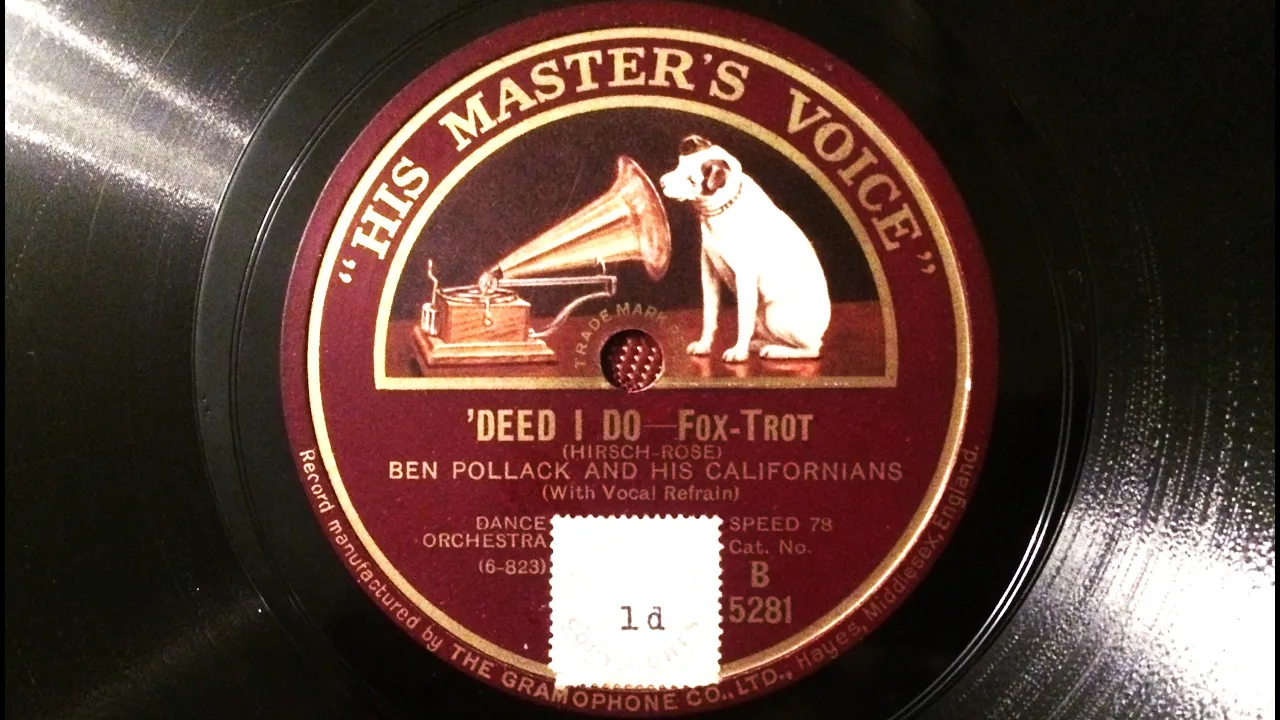 "HIS MASTER'S VOICE"
TRADE MARK
'DEED I DO—FOX-TROT
(HIRSCH-ROSE)
BEN POLLACK AND HIS CALIFORNIANS
(With Vocal Refrain)
DANCE ORCHESTRA
(6-823)
SPEED 78
Cat. No.
B
5281
1d
Record manufactured by THE GRAMOPHONE CO., LTD., Hayes, Middlesex, England.